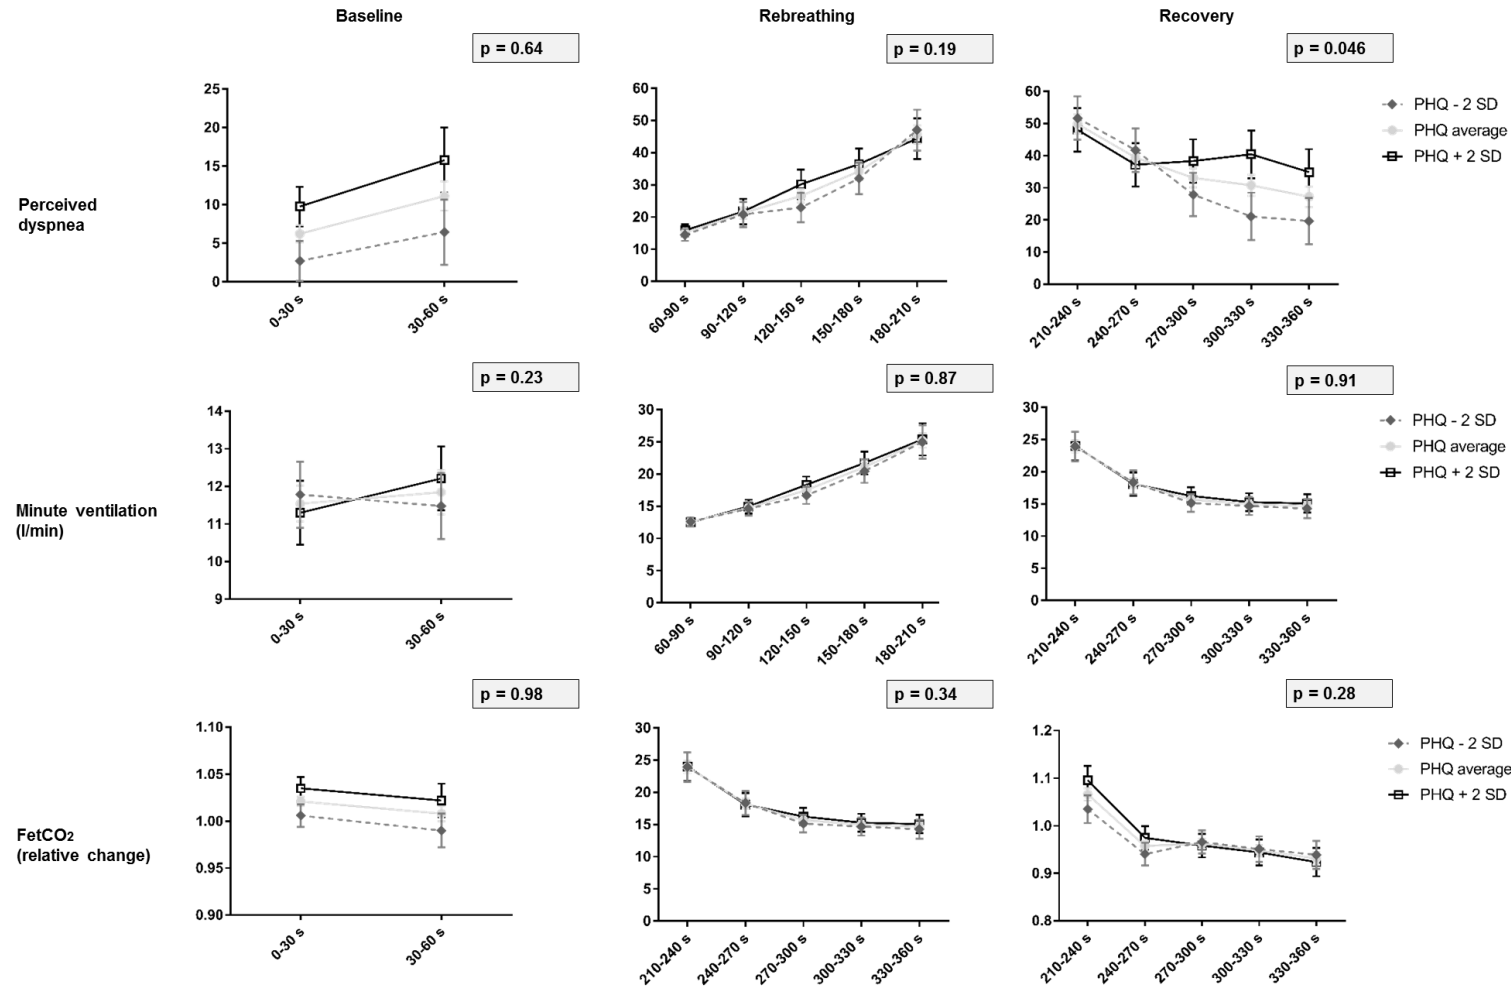 Baseline
Rebreathing
Recovery
p = 0.64
p = 0.19
p = 0.046
Perceived
dyspnea
25
20
15
10
5
0
0-30 s
30-60 s
60
50
40
30
20
10
0
60-90 s
90-120 s
120-150 s
150-180 s
180-210 s
60
50
40
30
20
10
0
210-240 s
240-270 s
270-300 s
300-330 s
330-360 s
PHQ - 2 SD
PHQ average
PHQ + 2 SD
p = 0.23
p = 0.87
p = 0.91
Minute ventilation
(l/min)
14
13
12
11
10
9
0-30 s
30-60 s
30
25
20
15
10
5
0
60-90 s
90-120 s
120-150 s
150-180 s
180-210 s
30
25
20
15
10
5
0
210-240 s
240-270 s
270-300 s
300-330 s
330-360 s
PHQ - 2 SD
PHQ average
PHQ + 2 SD
p = 0.98
p = 0.34
p = 0.28
FetCO₂
(relative change)
1.10
1.05
1.00
0.95
0.90
0-30 s
30-60 s
30
25
20
15
10
5
0
210-240 s
240-270 s
270-300 s
300-330 s
330-360 s
1.2
1.1
1.0
0.9
0.8
210-240 s
240-270 s
270-300 s
300-330 s
330-360 s
PHQ - 2 SD
PHQ average
PHQ + 2 SD